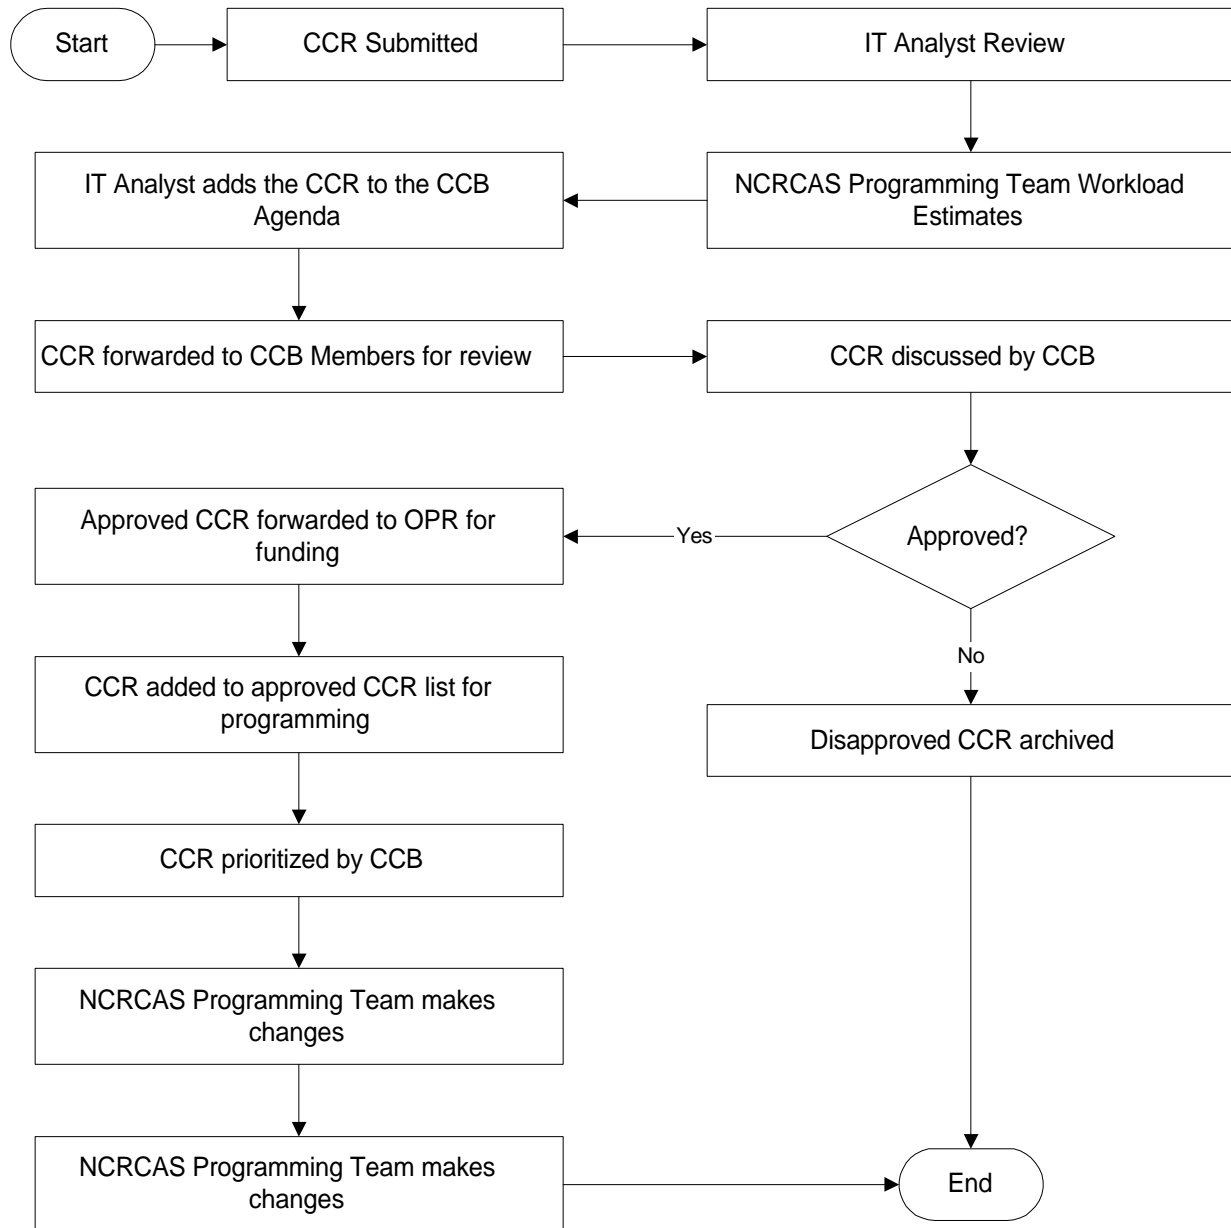 Start
CCR Submitted
IT Analyst Review
IT Analyst adds the CCR to the CCB
Agenda
NCRCAS Programming Team Workload
Estimates
CCR forwarded to CCB Members for review
CCR discussed by CCB
Approved CCR forwarded to OPR for
funding
Yes
Approved?
No
CCR added to approved CCR list for
programming
Disapproved CCR archived
CCR prioritized by CCB
NCRCAS Programming Team makes
changes
NCRCAS Programming Team makes
changes
End